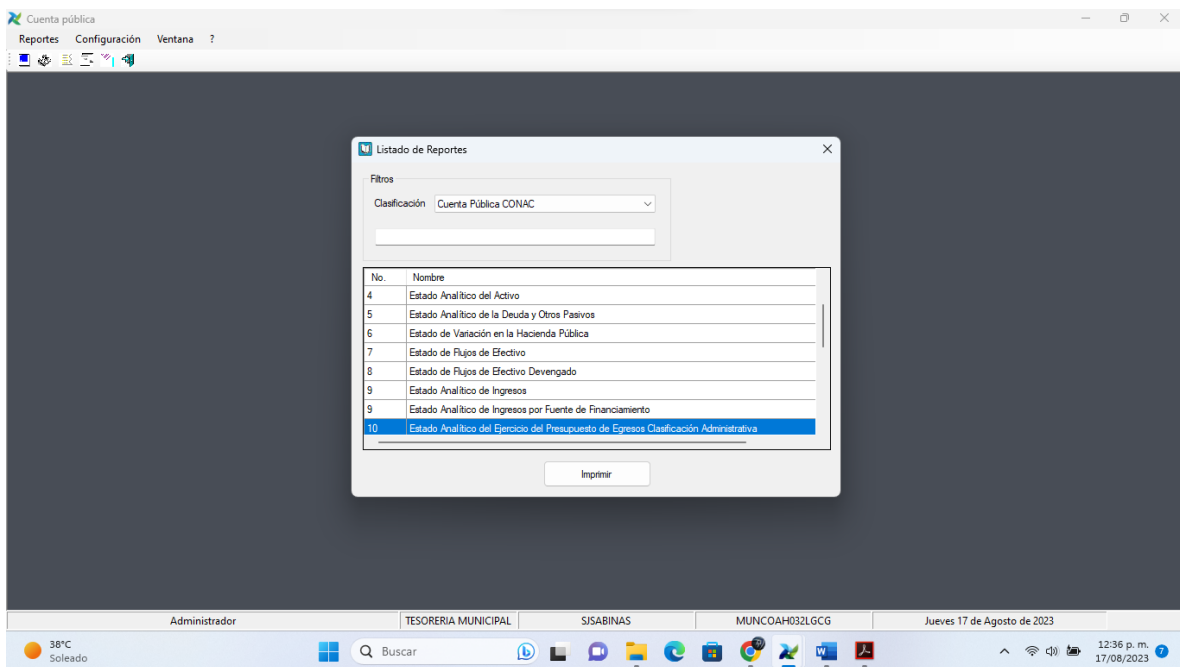 Cuenta pública
Reportes Configuración Ventana ?
Listado de Reportes
Filtros
Clasificación Cuenta Pública CONAC
No. Nombre
4 Estado Analítico del Activo
5 Estado Analítico de la Deuda y Otros Pasivos
6 Estado de Variación en la Hacienda Pública
7 Estado de Flujos de Efectivo
8 Estado de Flujos de Efectivo Devengado
9 Estado Analítico de Ingresos
9 Estado Analítico de Ingresos por Fuente de Financiamiento
10 Estado Analítico del Ejercicio del Presupuesto de Egresos Clasificación Administrativa
Imprimir
Administrador TESORERIA MUNICIPAL SJSABINAS MUNCOAH032LGCG Jueves 17 de Agosto de 2023
38°C
Soleado
Buscar
12:36 p. m.
17/08/2023
7